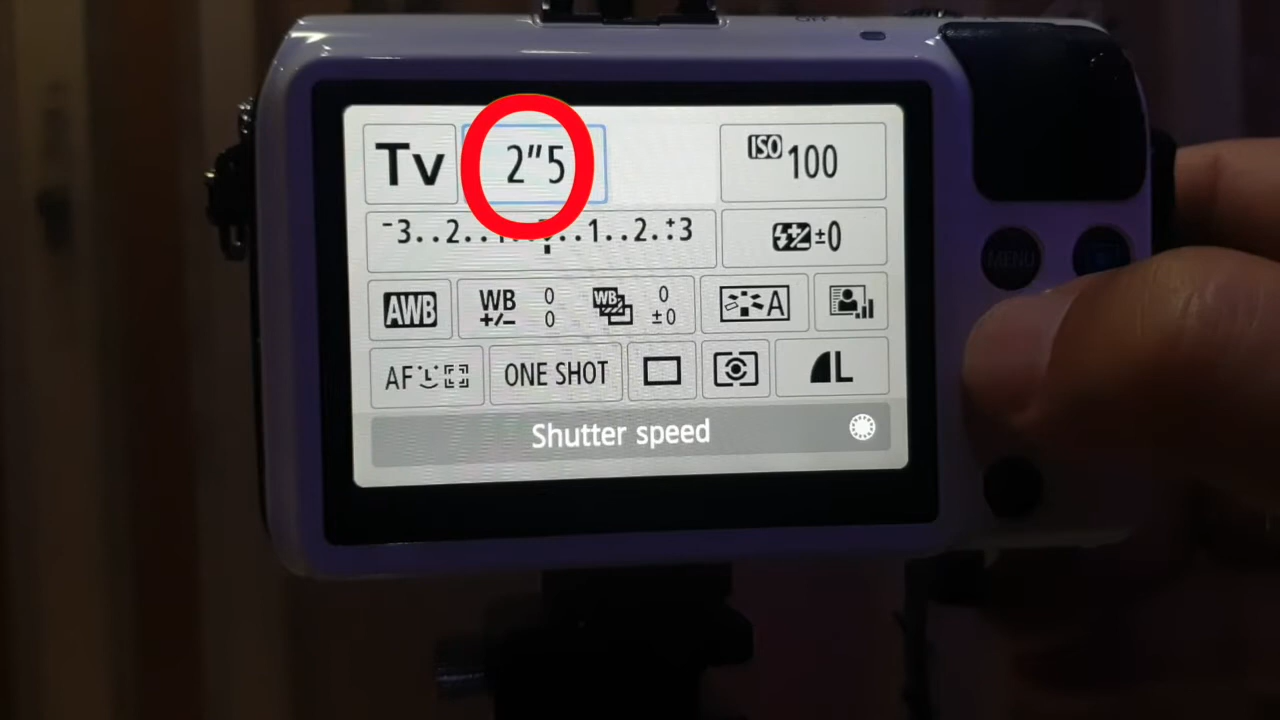 Tv 2"5 ISO 100
-3..2..1..1..2.:+3 ±0
AWB WB +/- 0 0 WB 0 ±0 A
AF ONE SHOT L
Shutter speed
MENU